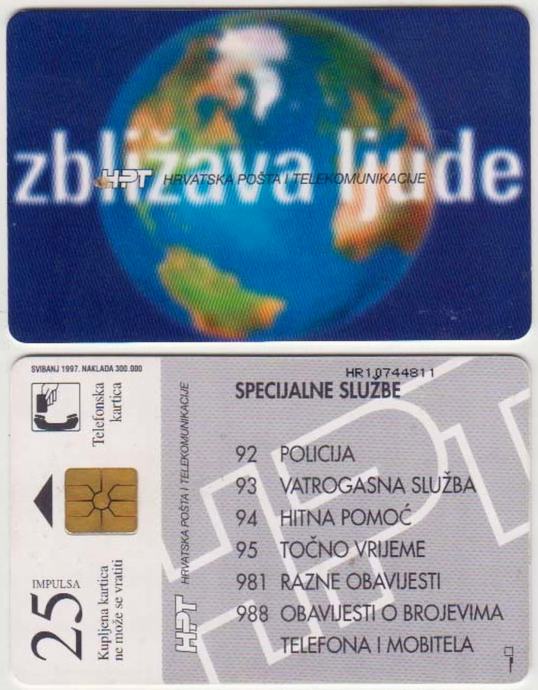 zbližava ljude
HPT HRVATSKA POŠTA I TELEKOMUNIKACIJE
SVIBANJ 1997. NAKLADA 300.000
Telefonska
kartica
IMPULSA
25
Kupljena kartica
ne može se vratiti
HPT HRVATSKA POŠTA I TELEKOMUNIKACIJE
HR10744811
SPECIJALNE SLUŽBE
92 POLICIJA
93 VATROGASNA SLUŽBA
94 HITNA POMOĆ
95 TOČNO VRIJEME
981 RAZNE OBAVIJESTI
988 OBAVIJESTI O BROJEVIMA
TELEFONA I MOBITELA
HPT